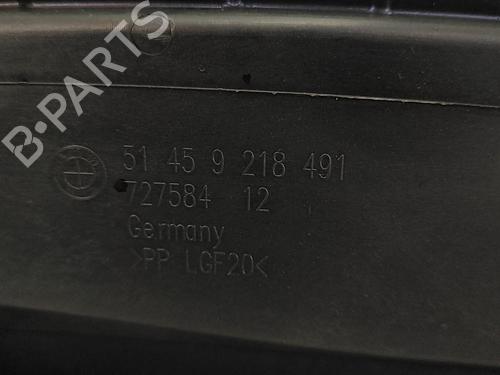 B-PARTS
51 45 9 218 491
727584 12
Germany
>PP LGF20<